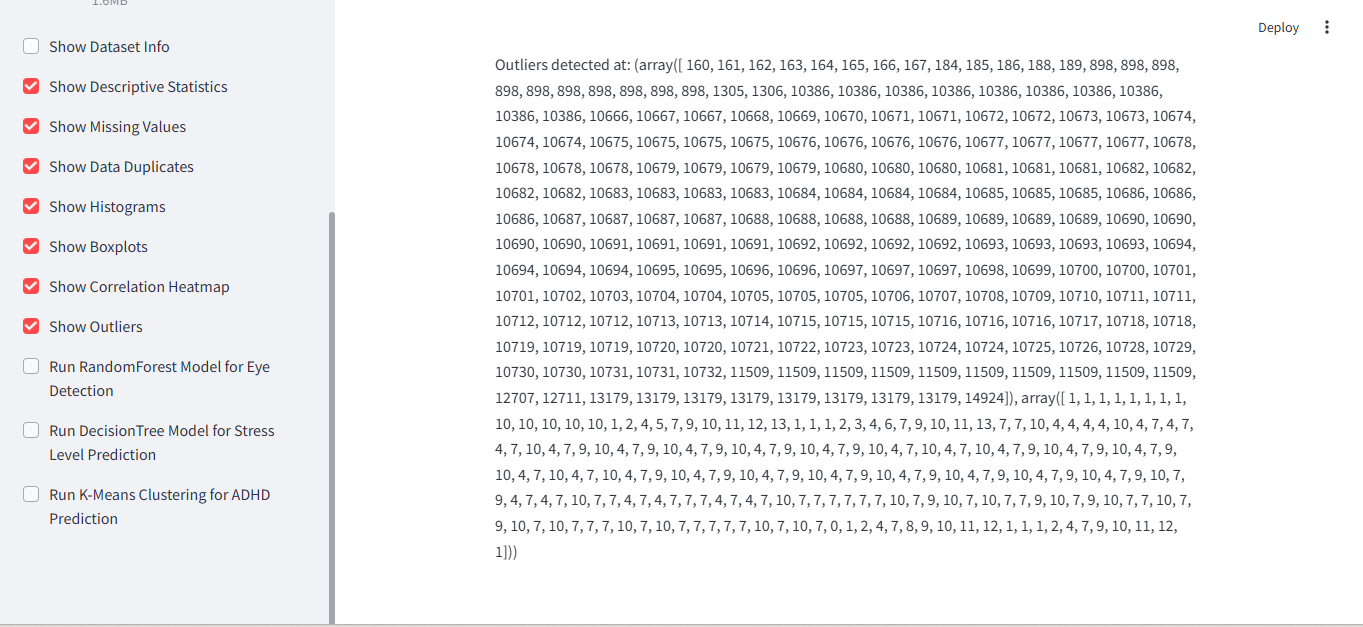 1.6MB
Show Dataset Info
Show Descriptive Statistics
Show Missing Values
Show Data Duplicates
Show Histograms
Show Boxplots
Show Correlation Heatmap
Show Outliers
Run RandomForest Model for Eye
Detection
Run DecisionTree Model for Stress
Level Prediction
Run K-Means Clustering for ADHD
Prediction
Deploy
Outliers detected at: (array([ 160, 161, 162, 163, 164, 165, 166, 167, 184, 185, 186, 188, 189, 898, 898, 898,
898, 898, 898, 898, 898, 898, 898, 1305, 1306, 10386, 10386, 10386, 10386, 10386, 10386, 10386, 10386,
10386, 10386, 10666, 10667, 10667, 10668, 10669, 10670, 10671, 10671, 10672, 10672, 10673, 10673, 10674,
10674, 10674, 10675, 10675, 10675, 10675, 10676, 10676, 10676, 10676, 10677, 10677, 10677, 10677, 10678,
10678, 10678, 10678, 10679, 10679, 10679, 10679, 10680, 10680, 10680, 10681, 10681, 10681, 10682, 10682,
10682, 10682, 10683, 10683, 10683, 10683, 10684, 10684, 10684, 10684, 10685, 10685, 10685, 10686, 10686,
10686, 10687, 10687, 10687, 10687, 10688, 10688, 10688, 10688, 10689, 10689, 10689, 10689, 10690, 10690,
10690, 10690, 10691, 10691, 10691, 10691, 10692, 10692, 10692, 10692, 10693, 10693, 10693, 10693, 10694,
10694, 10694, 10694, 10695, 10695, 10696, 10696, 10697, 10697, 10697, 10698, 10699, 10700, 10700, 10701,
10701, 10702, 10703, 10704, 10704, 10705, 10705, 10705, 10706, 10707, 10708, 10709, 10710, 10711, 10711,
10712, 10712, 10712, 10713, 10713, 10714, 10715, 10715, 10715, 10716, 10716, 10716, 10717, 10718, 10718,
10719, 10719, 10719, 10720, 10720, 10721, 10722, 10723, 10723, 10724, 10724, 10725, 10726, 10728, 10729,
10730, 10730, 10731, 10731, 10732, 11509, 11509, 11509, 11509, 11509, 11509, 11509, 11509, 11509, 11509,
12707, 12711, 13179, 13179, 13179, 13179, 13179, 13179, 13179, 13179, 14924]), array([ 1, 1, 1, 1, 1, 1, 1, 1,
10, 10, 10, 10, 10, 1, 2, 4, 5, 7, 9, 10, 11, 12, 13, 1, 1, 1, 2, 3, 4, 6, 7, 9, 10, 11, 13, 7, 7, 10, 4, 4, 4, 4, 10, 4, 7, 4, 7,
4, 7, 10, 4, 7, 9, 10, 4, 7, 9, 10, 4, 7, 9, 10, 4, 7, 9, 10, 4, 7, 9, 10, 4, 7, 10, 4, 7, 10, 4, 7, 9, 10, 4, 7, 9, 10, 4, 7, 9,
10, 4, 7, 10, 4, 7, 10, 4, 7, 9, 10, 4, 7, 9, 10, 4, 7, 9, 10, 4, 7, 9, 10, 4, 7, 9, 10, 4, 7, 9, 10, 4, 7, 9, 10, 4, 7, 9, 10, 7,
9, 4, 7, 4, 7, 10, 7, 7, 4, 7, 4, 7, 7, 7, 4, 7, 4, 7, 10, 7, 7, 7, 7, 7, 7, 10, 7, 9, 10, 7, 10, 7, 7, 9, 10, 7, 9, 10, 7, 7, 10, 7,
9, 10, 7, 10, 7, 7, 7, 10, 7, 10, 7, 7, 7, 7, 7, 10, 7, 10, 7, 0, 1, 2, 4, 7, 8, 9, 10, 11, 12, 1, 1, 1, 2, 4, 7, 9, 10, 11, 12,
1]))